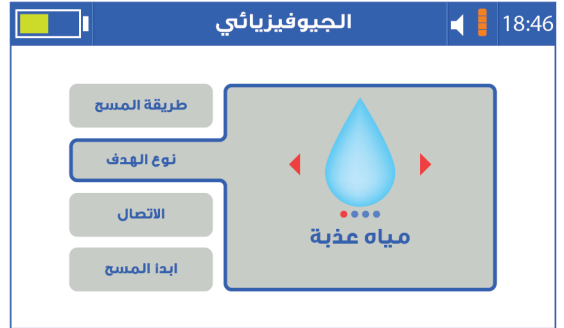 الجيوفيزيائي
18:46
طريقة المسح
نوع الهدف
الاتصال
ابدا المسح
مياه عذبة